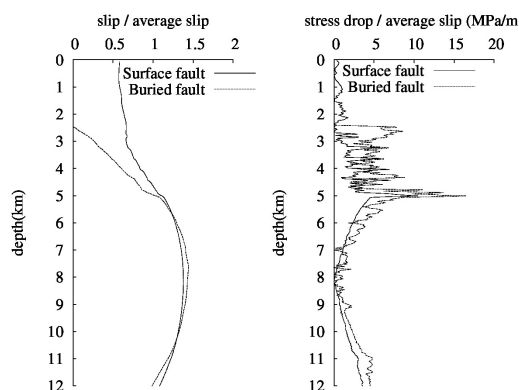 slip / average slip
0 0.5 1 1.5 2
0
1
2
3
4
5
6
7
8
9
10
11
12
depth(km)
Surface fault
Buried fault
stress drop / average slip (MPa/m
0 5 10 15 20
0
1
2
3
4
5
6
7
8
9
10
11
12
depth(km)
Surface fault
Buried fault